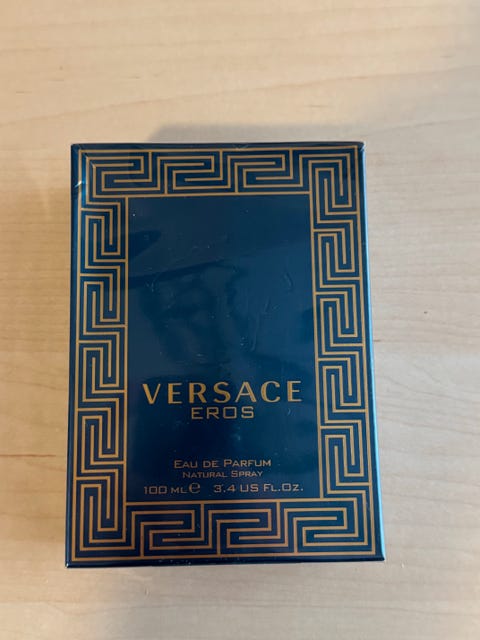 VERSACE
EROS
EAU DE PARFUM
NATURAL SPRAY
100 ML ℮ 3.4 US FL.OZ.